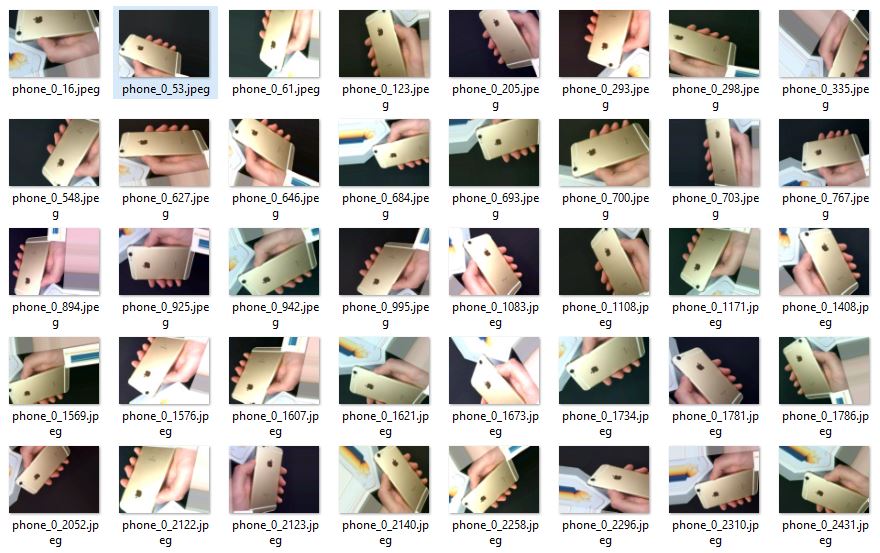 phone_0_16.jpeg
phone_0_53.jpeg
phone_0_61.jpeg
phone_0_123.jpe
g
phone_0_205.jpe
g
phone_0_293.jpe
g
phone_0_298.jpe
g
phone_0_335.jpe
g
phone_0_548.jpe
g
phone_0_627.jpe
g
phone_0_646.jpe
g
phone_0_684.jpe
g
phone_0_693.jpe
g
phone_0_700.jpe
g
phone_0_703.jpe
g
phone_0_767.jpe
g
phone_0_894.jpe
g
phone_0_925.jpe
g
phone_0_942.jpe
g
phone_0_995.jpe
g
phone_0_1083.jp
eg
phone_0_1108.jp
eg
phone_0_1171.jp
eg
phone_0_1408.jp
eg
phone_0_1569.jp
eg
phone_0_1576.jp
eg
phone_0_1607.jp
eg
phone_0_1621.jp
eg
phone_0_1673.jp
eg
phone_0_1734.jp
eg
phone_0_1781.jp
eg
phone_0_1786.jp
eg
phone_0_2052.jp
eg
phone_0_2122.jp
eg
phone_0_2123.jp
eg
phone_0_2140.jp
eg
phone_0_2258.jp
eg
phone_0_2296.jp
eg
phone_0_2310.jp
eg
phone_0_2431.jp
eg